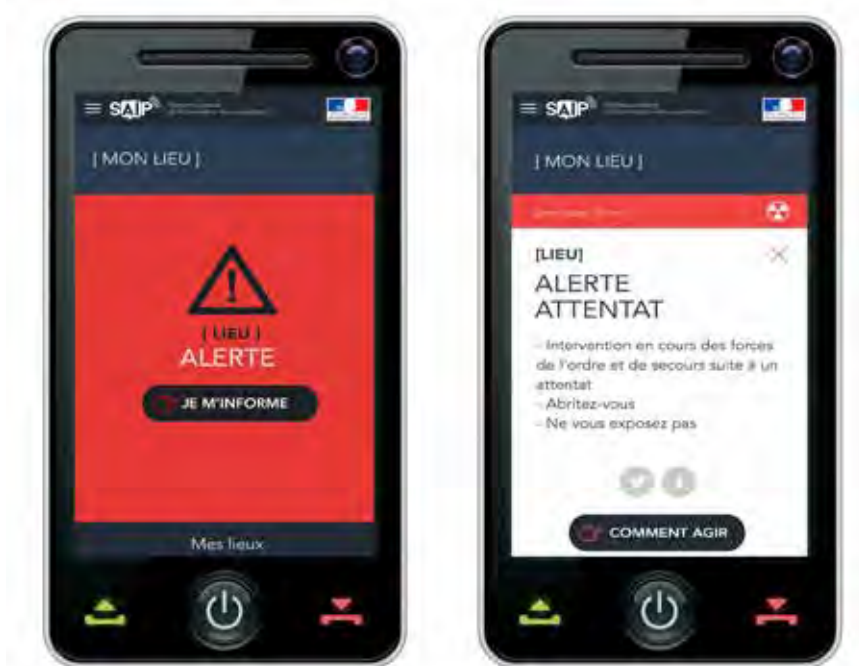 SAIP
[ MON LIEU ]
[ LIEU ]
ALERTE
JE M'INFORME
Mes lieux
SAIP
[ MON LIEU ]
[LIEU]
ALERTE
ATTENTAT
- Intervention en cours des forces
de l'ordre et de secours suite à un
attentat
- Abritez-vous
- Ne vous exposez pas
COMMENT AGIR